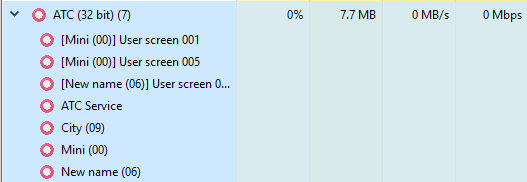 ATC (32 bit) (7) 0% 7.7 MB 0 MB/s 0 Mbps
[Mini (00)] User screen 001
[Mini (00)] User screen 005
[New name (06)] User screen 0...
ATC Service
City (09)
Mini (00)
New name (06)